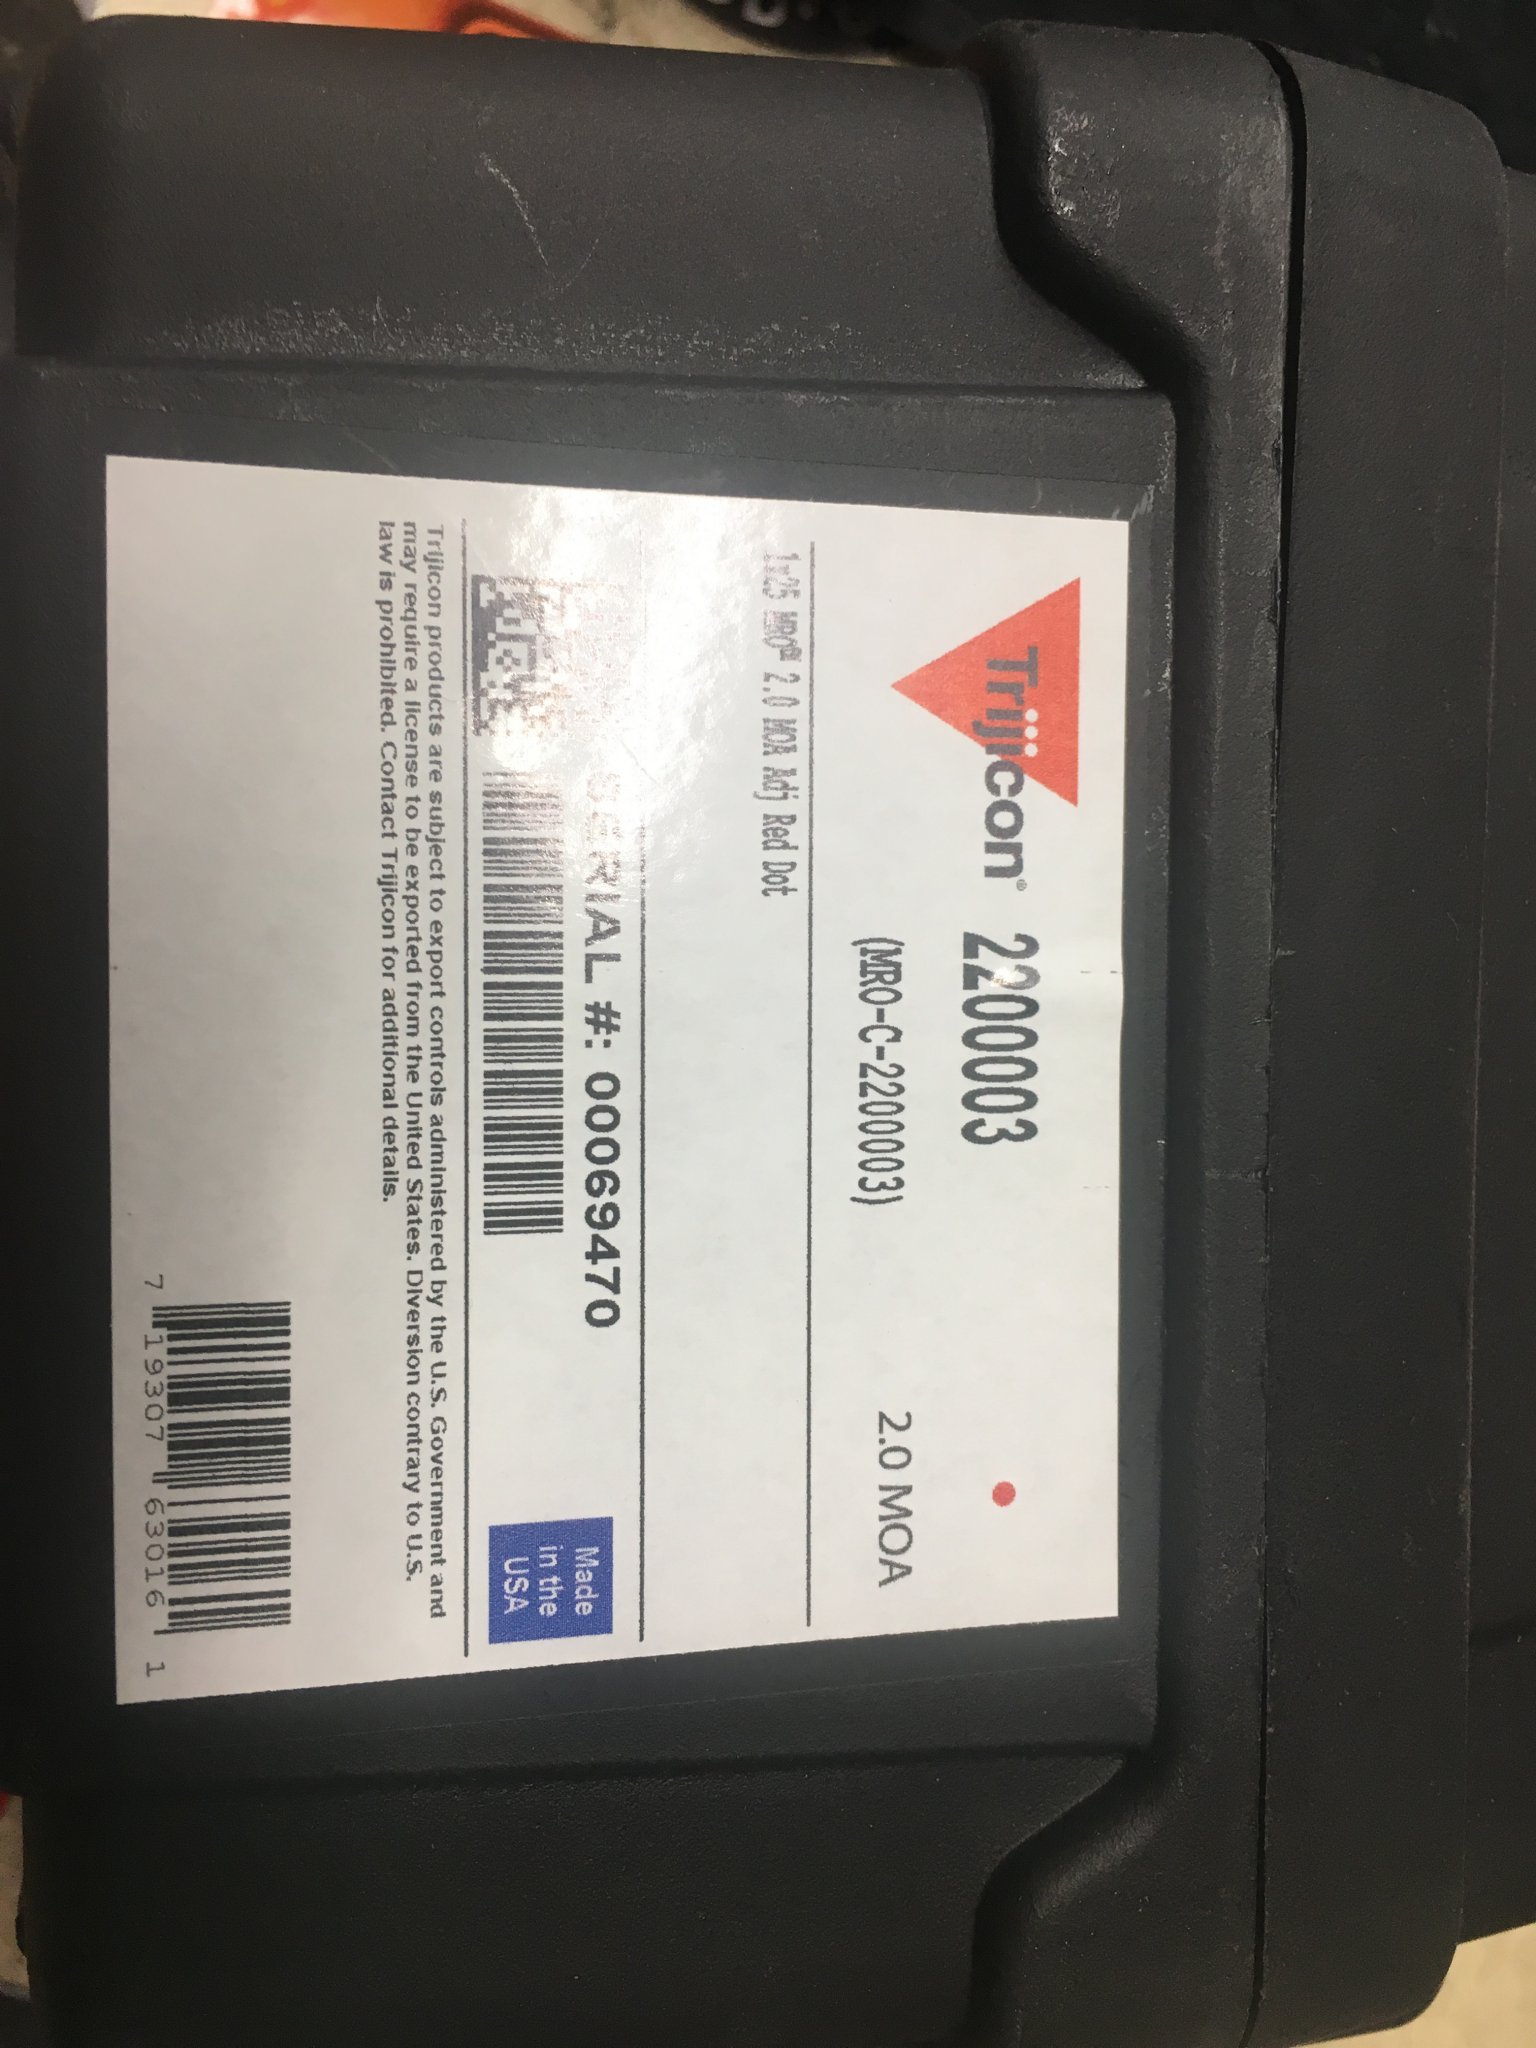 Trijicon® 2200003
(MRO-C-2200003)
2.0 MOA
1x25 MRO® 2.0 MOA Adj Red Dot
SERIAL #: 0069470
Made
in the
USA
Trijicon products are subject to export controls administered by the U.S. Government and
may require a license to be exported from the United States. Diversion contrary to U.S.
law is prohibited. Contact Trijicon for additional details.
7 19307 63016 1